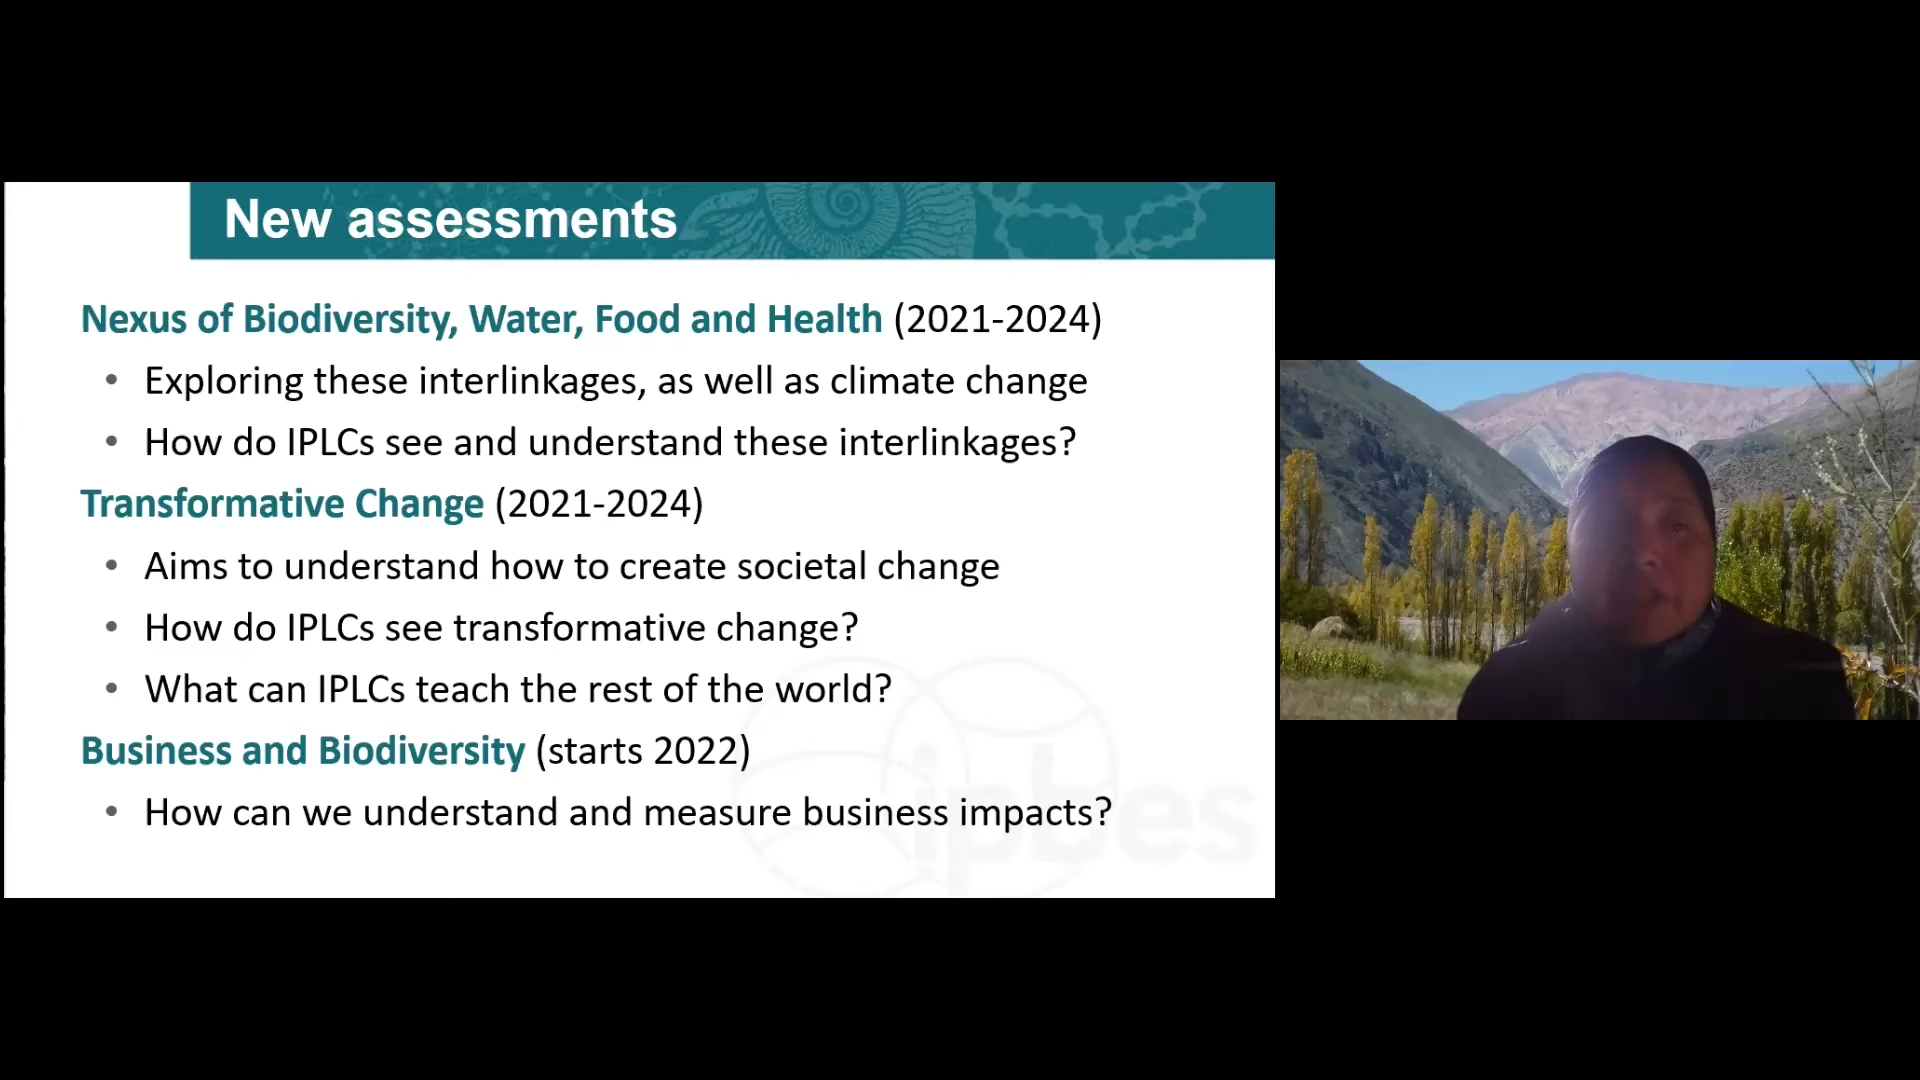 New assessments
Nexus of Biodiversity, Water, Food and Health (2021-2024)
• Exploring these interlinkages, as well as climate change
• How do IPLCs see and understand these interlinkages?
Transformative Change (2021-2024)
• Aims to understand how to create societal change
• How do IPLCs see transformative change?
• What can IPLCs teach the rest of the world?
Business and Biodiversity (starts 2022)
• How can we understand and measure business impacts?
ipbes